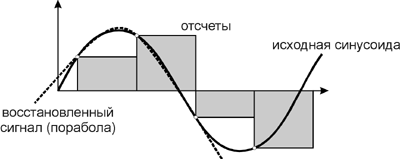 отсчеты
исходная синусоида
восстановленный
сигнал (порабола)